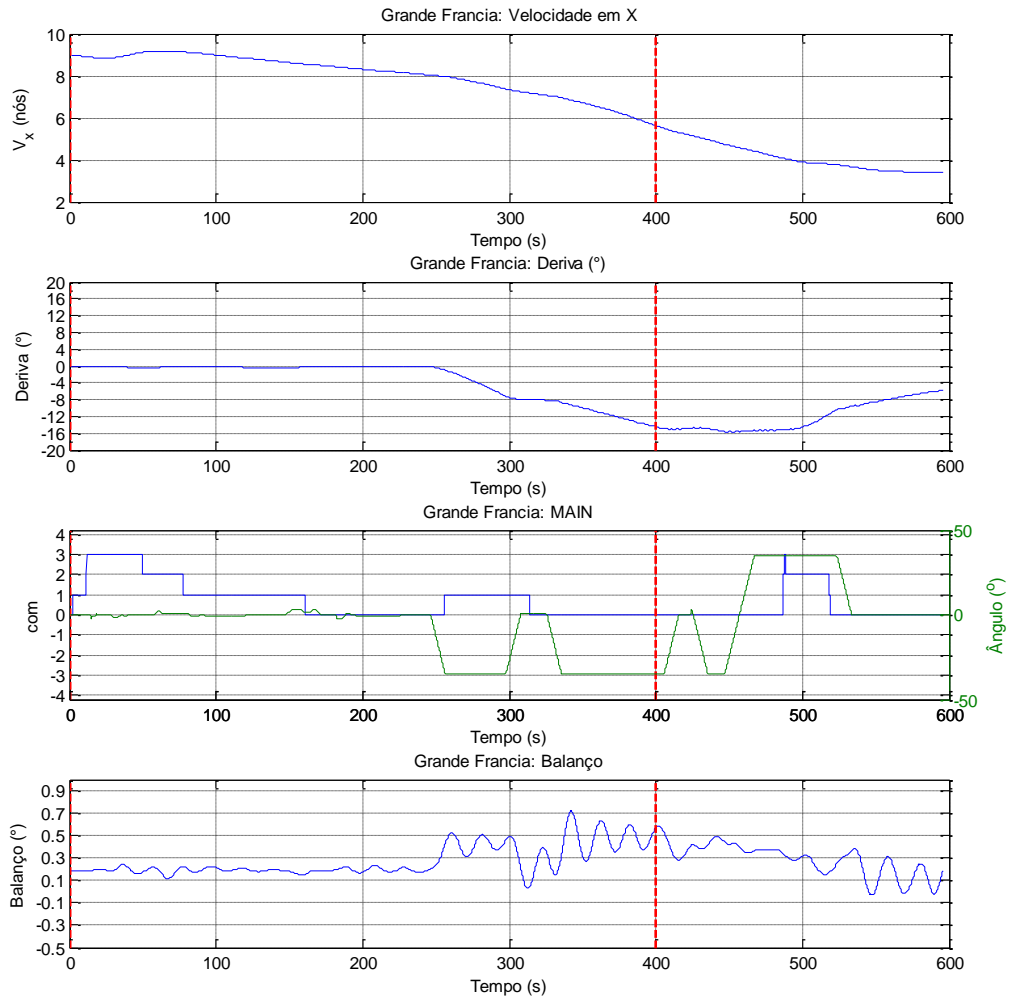 Grande Francia: Velocidade em X
10
8
6
4
2
V_x (nós)
0 100 200 300 400 500 600
Tempo (s)
Grande Francia: Deriva (°)
20
16
12
8
4
0
-4
-8
-12
-16
-20
Deriva (°)
0 100 200 300 400 500 600
Tempo (s)
Grande Francia: MAIN
4
3
2
1
0
-1
-2
-3
-4
com
50
0
-50
Ângulo (º)
0 100 200 300 400 500 600
Tempo (s)
Grande Francia: Balanço
0.9
0.7
0.5
0.3
0.1
-0.1
-0.3
-0.5
Balanço (°)
0 100 200 300 400 500 600
Tempo (s)